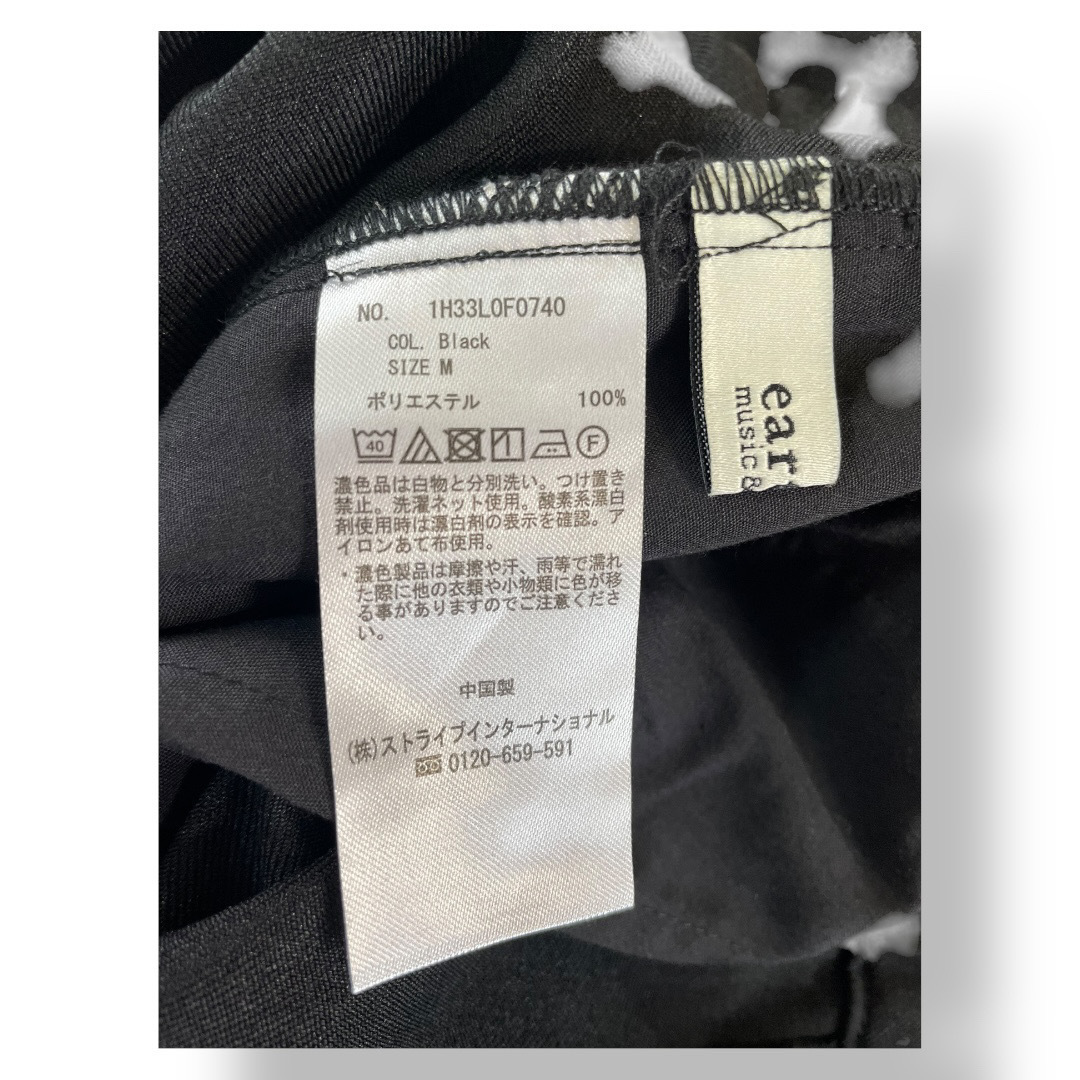 NO. 1H33L0F0740
COL. Black
SIZE M
ポリエステル 100%
40
F
濃色品は白物と分別洗い。つけ置き
禁止。洗濯ネット使用。酸素系漂白
剤使用時は漂白剤の表示を確認。ア
イロンあて布使用。
・濃色製品は摩擦や汗、雨等で濡れ
た際に他の衣類や小物類に色が移
る事がありますのでご注意くださ
い。
中国製
(株)ストライプインターナショナル
0120-659-591
ear
music &